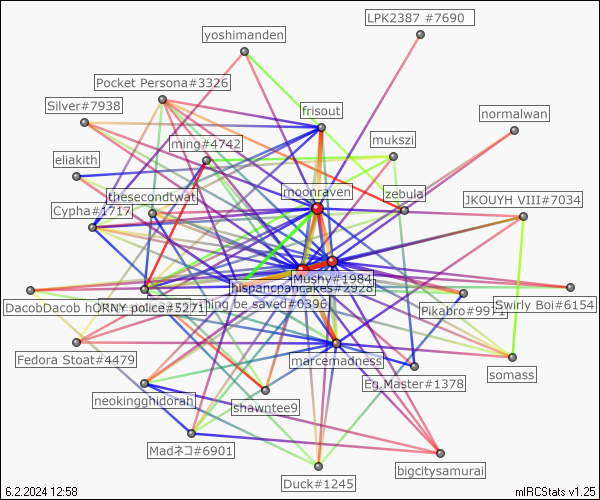 LPK2387 #7690
yoshimanden
Pocket Persona#3326
Silver#7938
frisout
normalwan
ming#4742
mukszi
eliakith
moonraven
thesecondtwat
zebula
JKOUYH VIII#7034
Cypha#1717
Mushy#1984
hispancpancakes#2928
Swirly Boi#6154
DacobDacob h
RNY police#5271
hing be saved#0396
Pikabro#9971
Fedora Stoat#4479
marcemadness
somass
Eg.Master#1378
neokingghidorah
shawntee9
Madネコ#6901
bigcitysamurai
Duck#1245
6.2.2024 12:58
mIRCStats v1.25